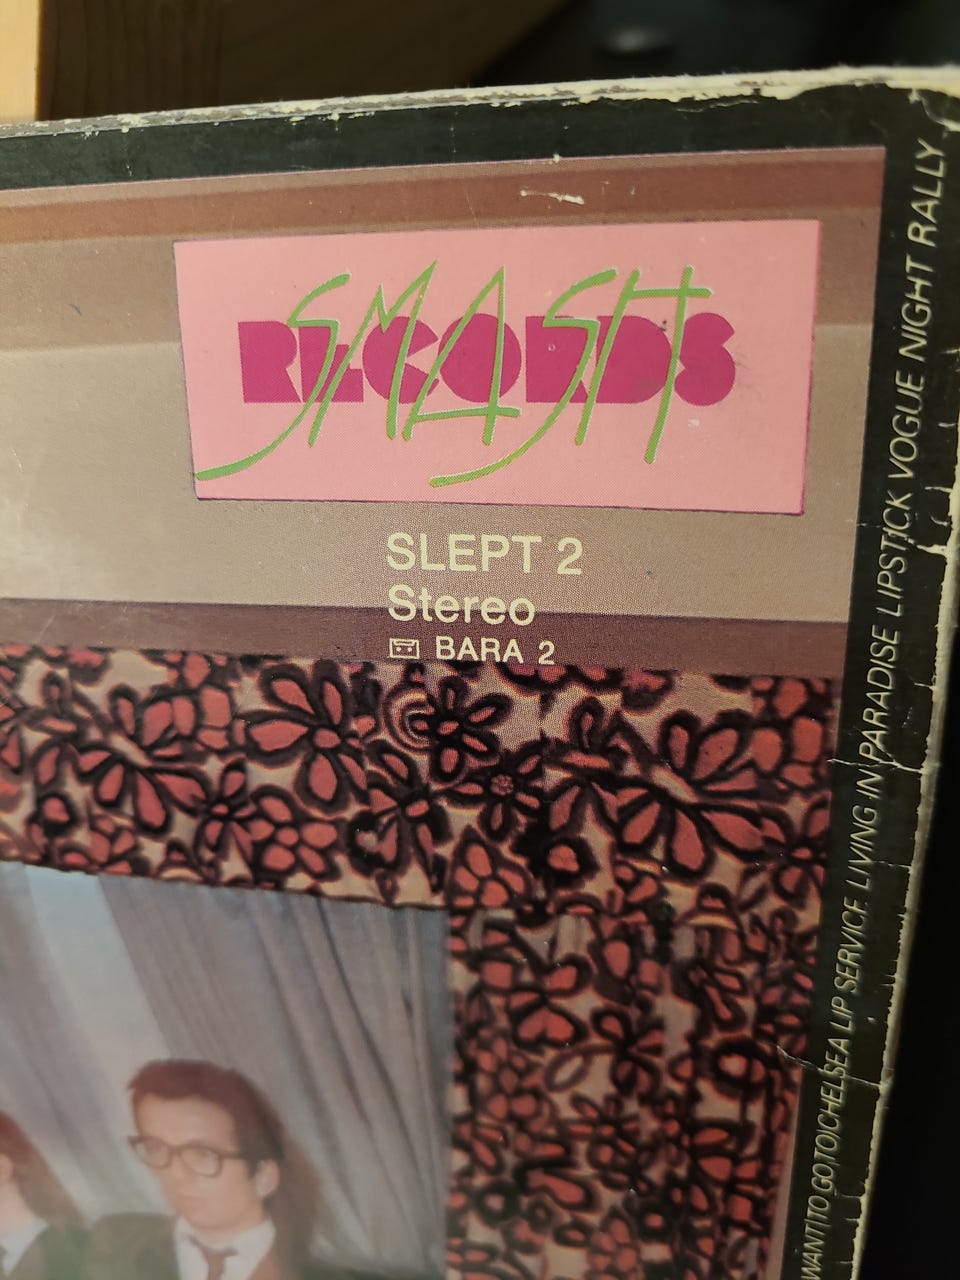 SMASH
RECORDS
SLEPT 2
Stereo
BARA 2
WANT TO GO TO) CHELSEA LIP SERVICE LIVING IN PARADISE LIPSTICK VOGUE NIGHT RALLY